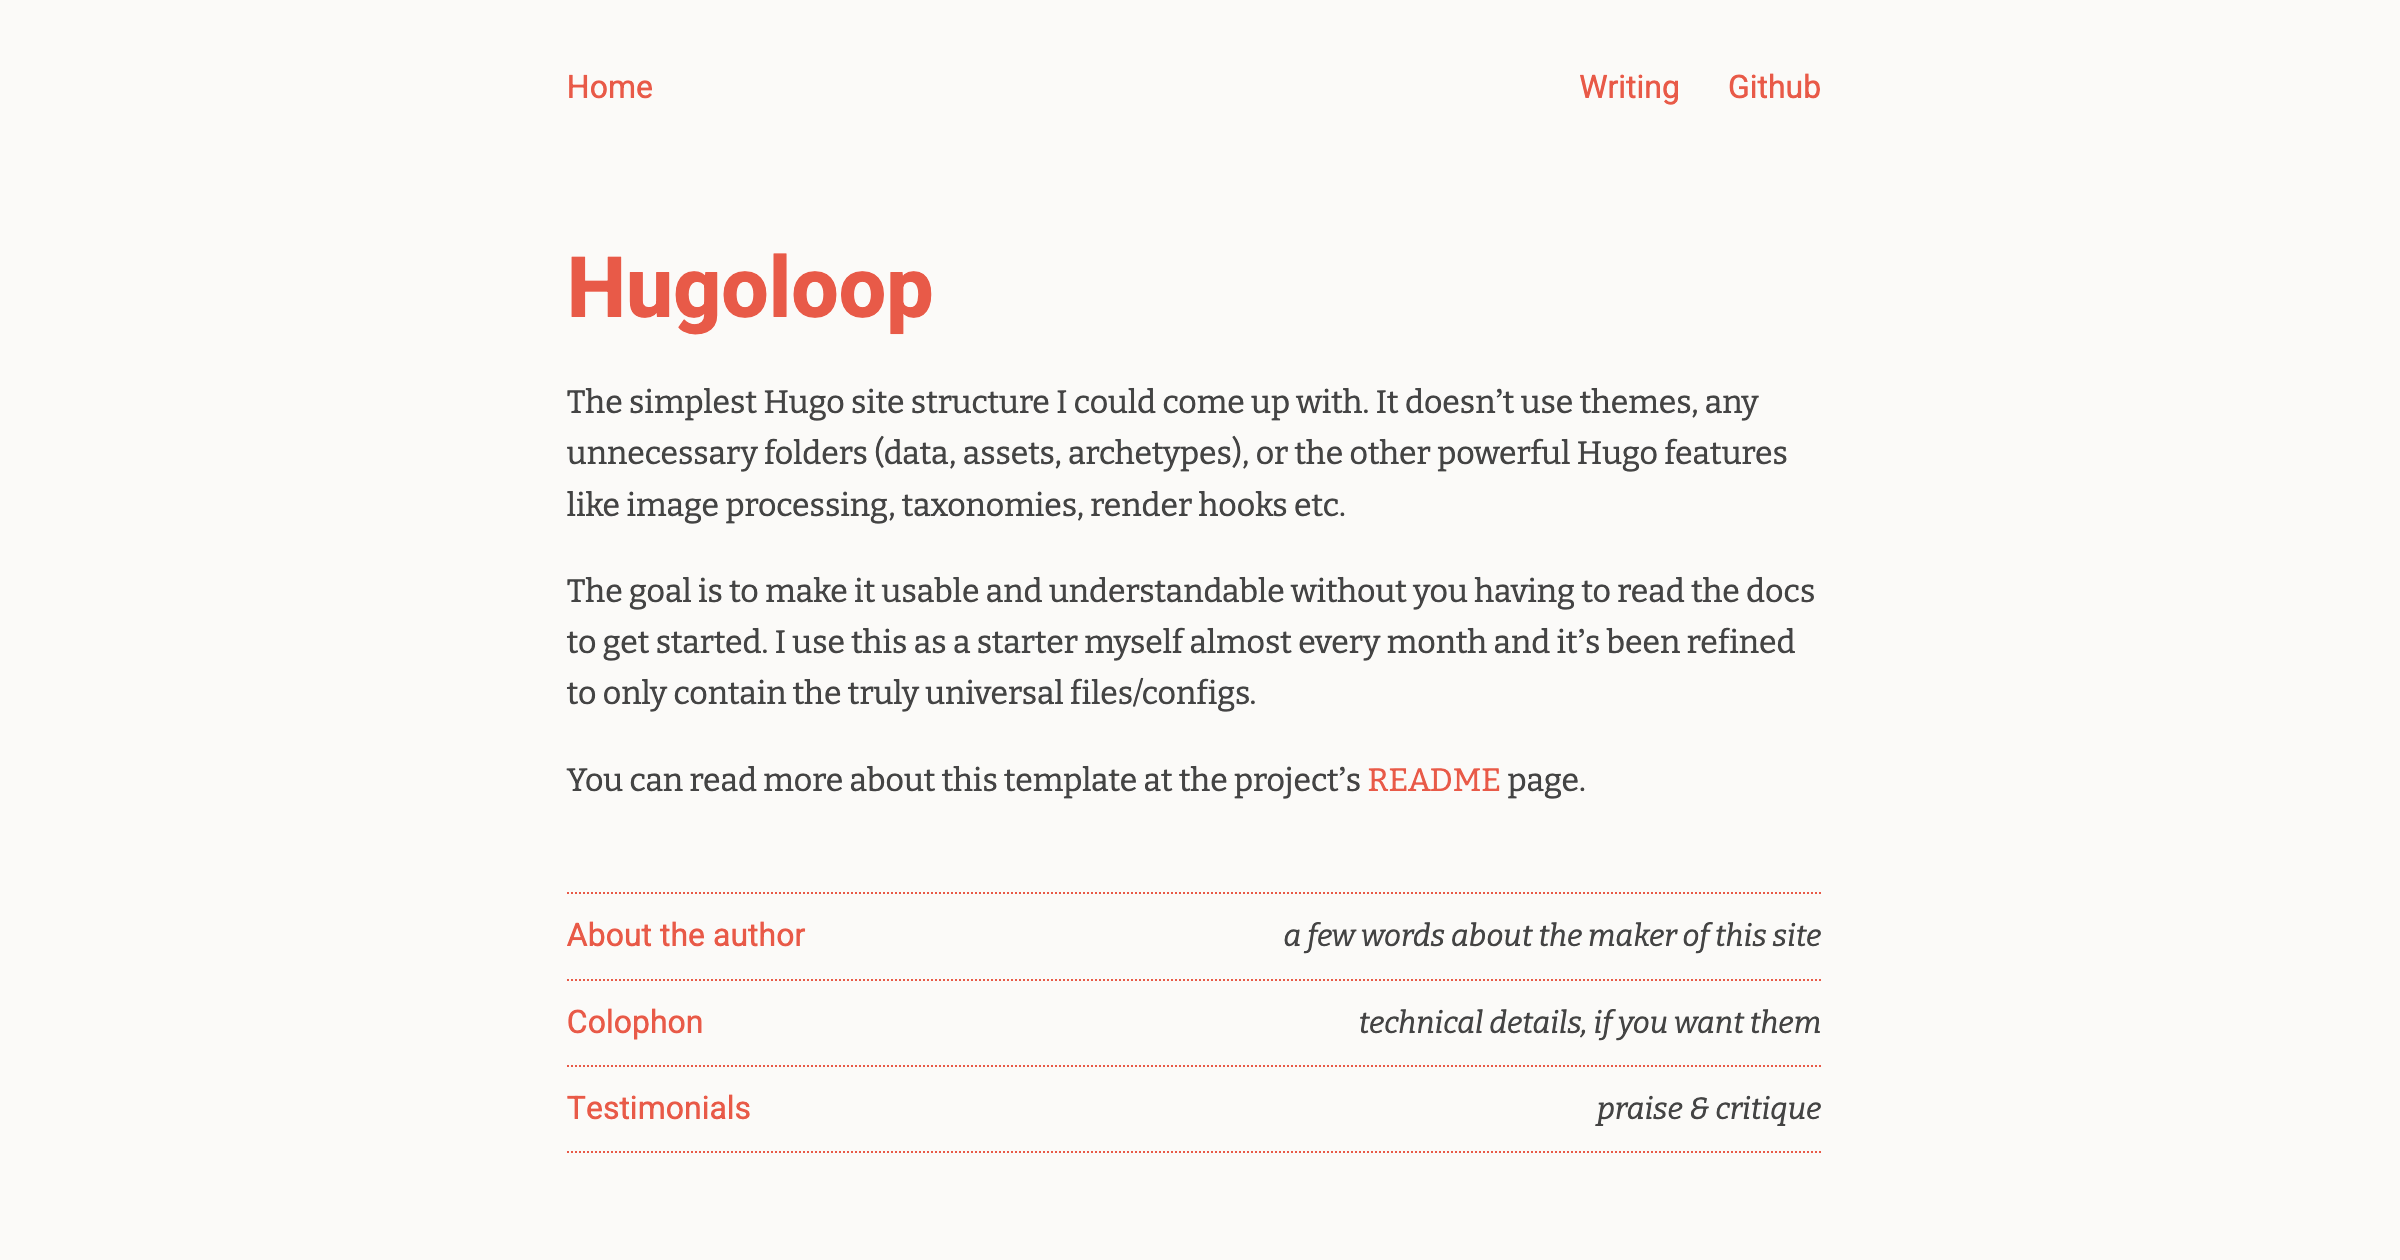 Home Writing Github
Hugoloop
The simplest Hugo site structure I could come up with. It doesn’t use themes, any
unnecessary folders (data, assets, archetypes), or the other powerful Hugo features
like image processing, taxonomies, render hooks etc.
The goal is to make it usable and understandable without you having to read the docs
to get started. I use this as a starter myself almost every month and it’s been refined
to only contain the truly universal files/configs.
You can read more about this template at the project’s README page.
About the author a few words about the maker of this site
Colophon technical details, if you want them
Testimonials praise & critique